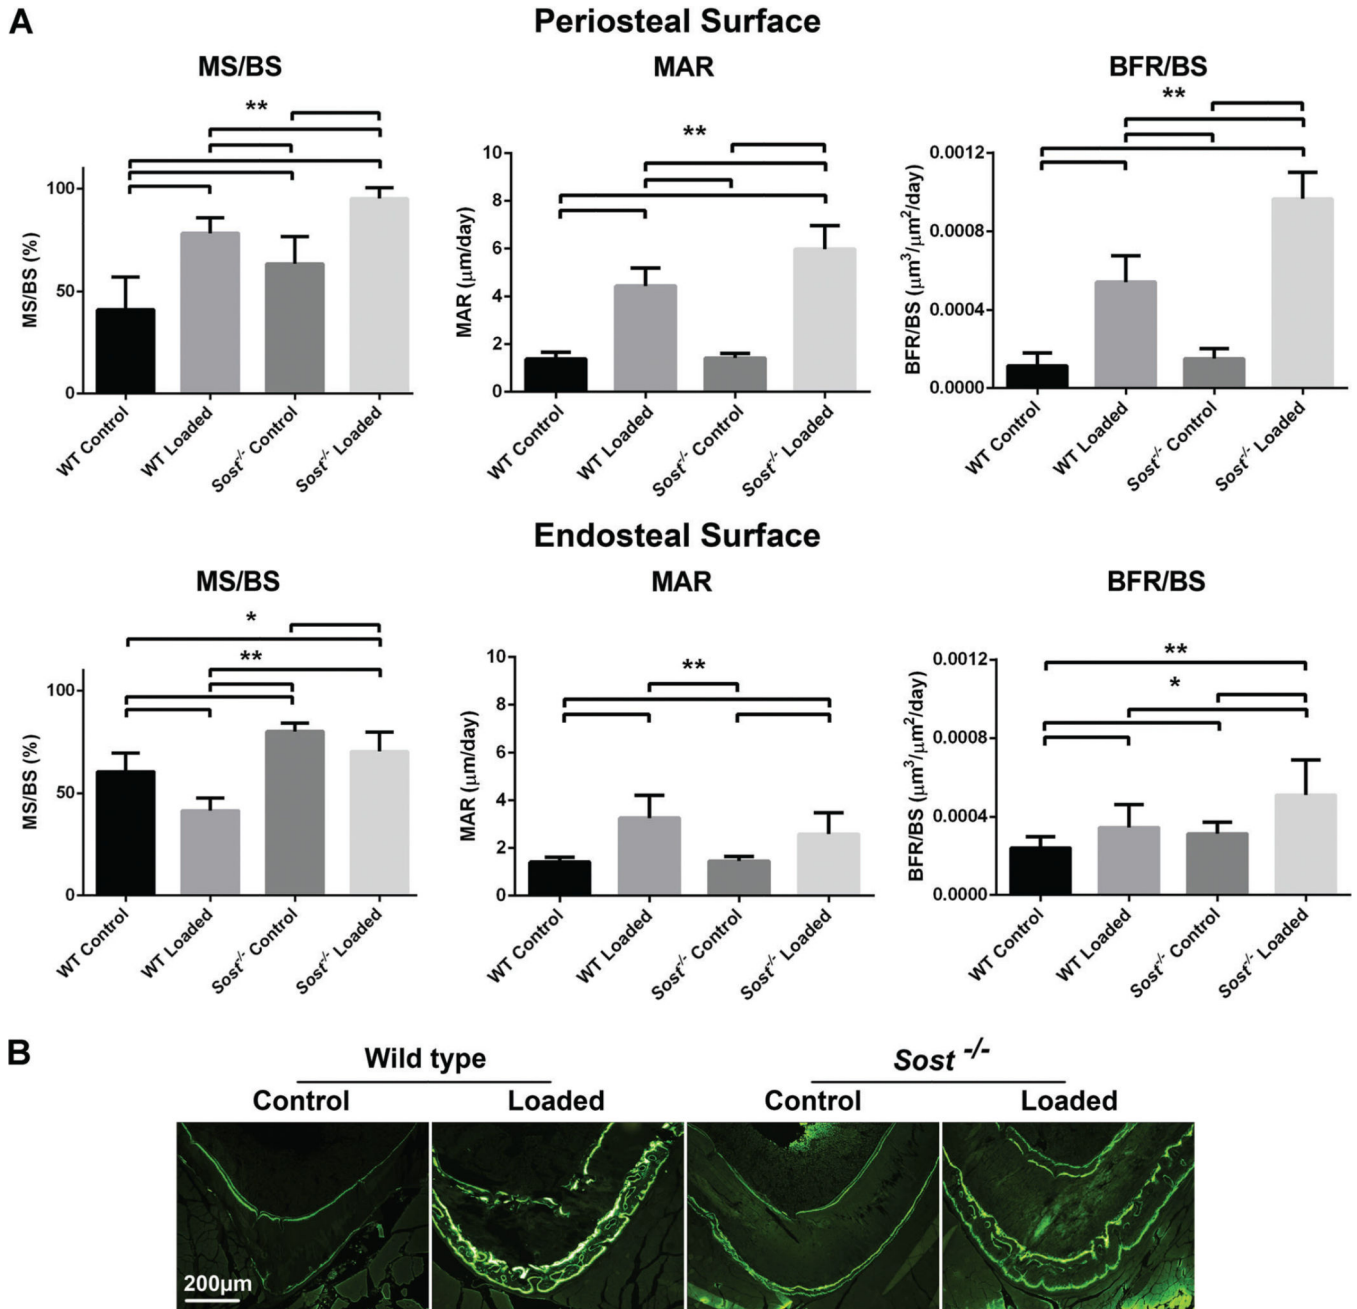 A
Periosteal Surface
MS/BS
MAR
BFR/BS
**
**
**
MS/BS (%)
100
50
0
MAR (μm/day)
10
8
6
4
2
0
BFR/BS (μm³/μm²/day)
0.0012
0.0008
0.0004
0.0000
WT Control
WT Loaded
Sost-/- Control
Sost-/- Loaded
WT Control
WT Loaded
Sost-/- Control
Sost-/- Loaded
WT Control
WT Loaded
Sost-/- Control
Sost-/- Loaded
Endosteal Surface
MS/BS
MAR
BFR/BS
*
**
**
**
*
MS/BS (%)
100
50
0
MAR (μm/day)
10
8
6
4
2
0
BFR/BS (μm³/μm²/day)
0.0012
0.0008
0.0004
0.0000
WT Control
WT Loaded
Sost-/- Control
Sost-/- Loaded
WT Control
WT Loaded
Sost-/- Control
Sost-/- Loaded
WT Control
WT Loaded
Sost-/- Control
Sost-/- Loaded
B
Wild type
Sost -/-
Control
Loaded
Control
Loaded
200μm